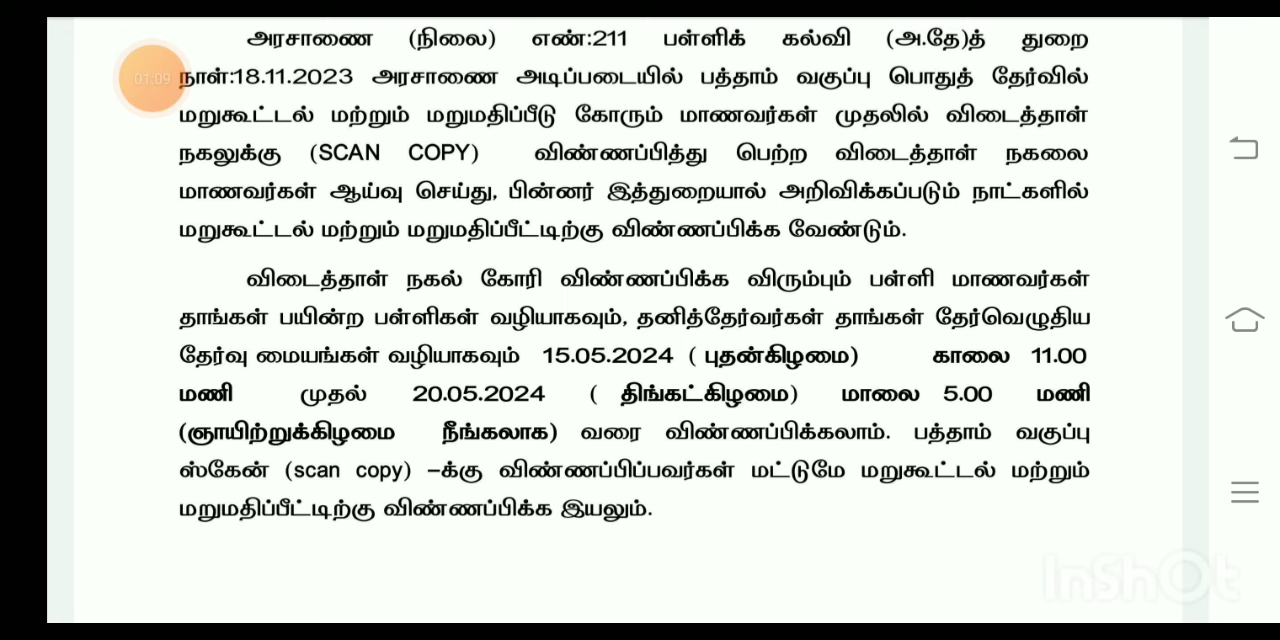 அரசாணை (நிலை) எண்:211 பள்ளிக் கல்வி (அ.தே)த் துறை
01:09
நாள்:18.11.2023 அரசாணை அடிப்படையில் பத்தாம் வகுப்பு பொதுத் தேர்வில்
மறுகூட்டல் மற்றும் மறுமதிப்பீடு கோரும் மாணவர்கள் முதலில் விடைத்தாள்
நகலுக்கு (SCAN COPY) விண்ணப்பித்து பெற்ற விடைத்தாள் நகலை
மாணவர்கள் ஆய்வு செய்து, பின்னர் இத்துறையால் அறிவிக்கப்படும் நாட்களில்
மறுகூட்டல் மற்றும் மறுமதிப்பீட்டிற்கு விண்ணப்பிக்க வேண்டும்.
விடைத்தாள் நகல் கோரி விண்ணப்பிக்க விரும்பும் பள்ளி மாணவர்கள்
தாங்கள் பயின்ற பள்ளிகள் வழியாகவும், தனித்தேர்வர்கள் தாங்கள் தேர்வெழுதிய
தேர்வு மையங்கள் வழியாகவும் 15.05.2024 ( புதன்கிழமை) காலை 11.00
மணி முதல் 20.05.2024 ( திங்கட்கிழமை) மாலை 5.00 மணி
(ஞாயிற்றுக்கிழமை நீங்கலாக) வரை விண்ணப்பிக்கலாம். பத்தாம் வகுப்பு
ஸ்கேன் (scan copy) –க்கு விண்ணப்பிப்பவர்கள் மட்டுமே மறுகூட்டல் மற்றும்
மறுமதிப்பீட்டிற்கு விண்ணப்பிக்க இயலும்.
InShOt